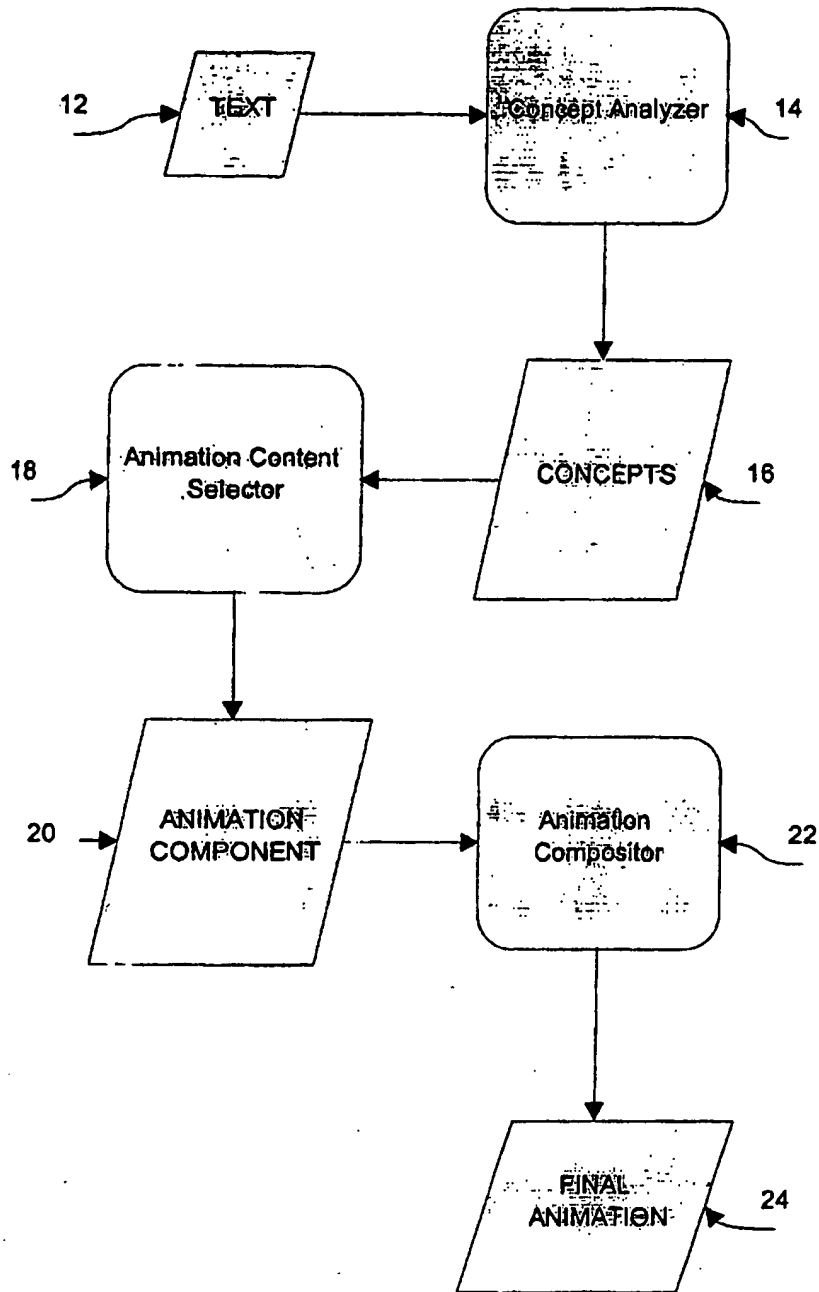 12
TEXT
Concept Analyzer
14
18
Animation Content
Selector
CONCEPTS
16
20
ANIMATION
COMPONENT
Animation
Compositor
22
FINAL
ANIMATION
24